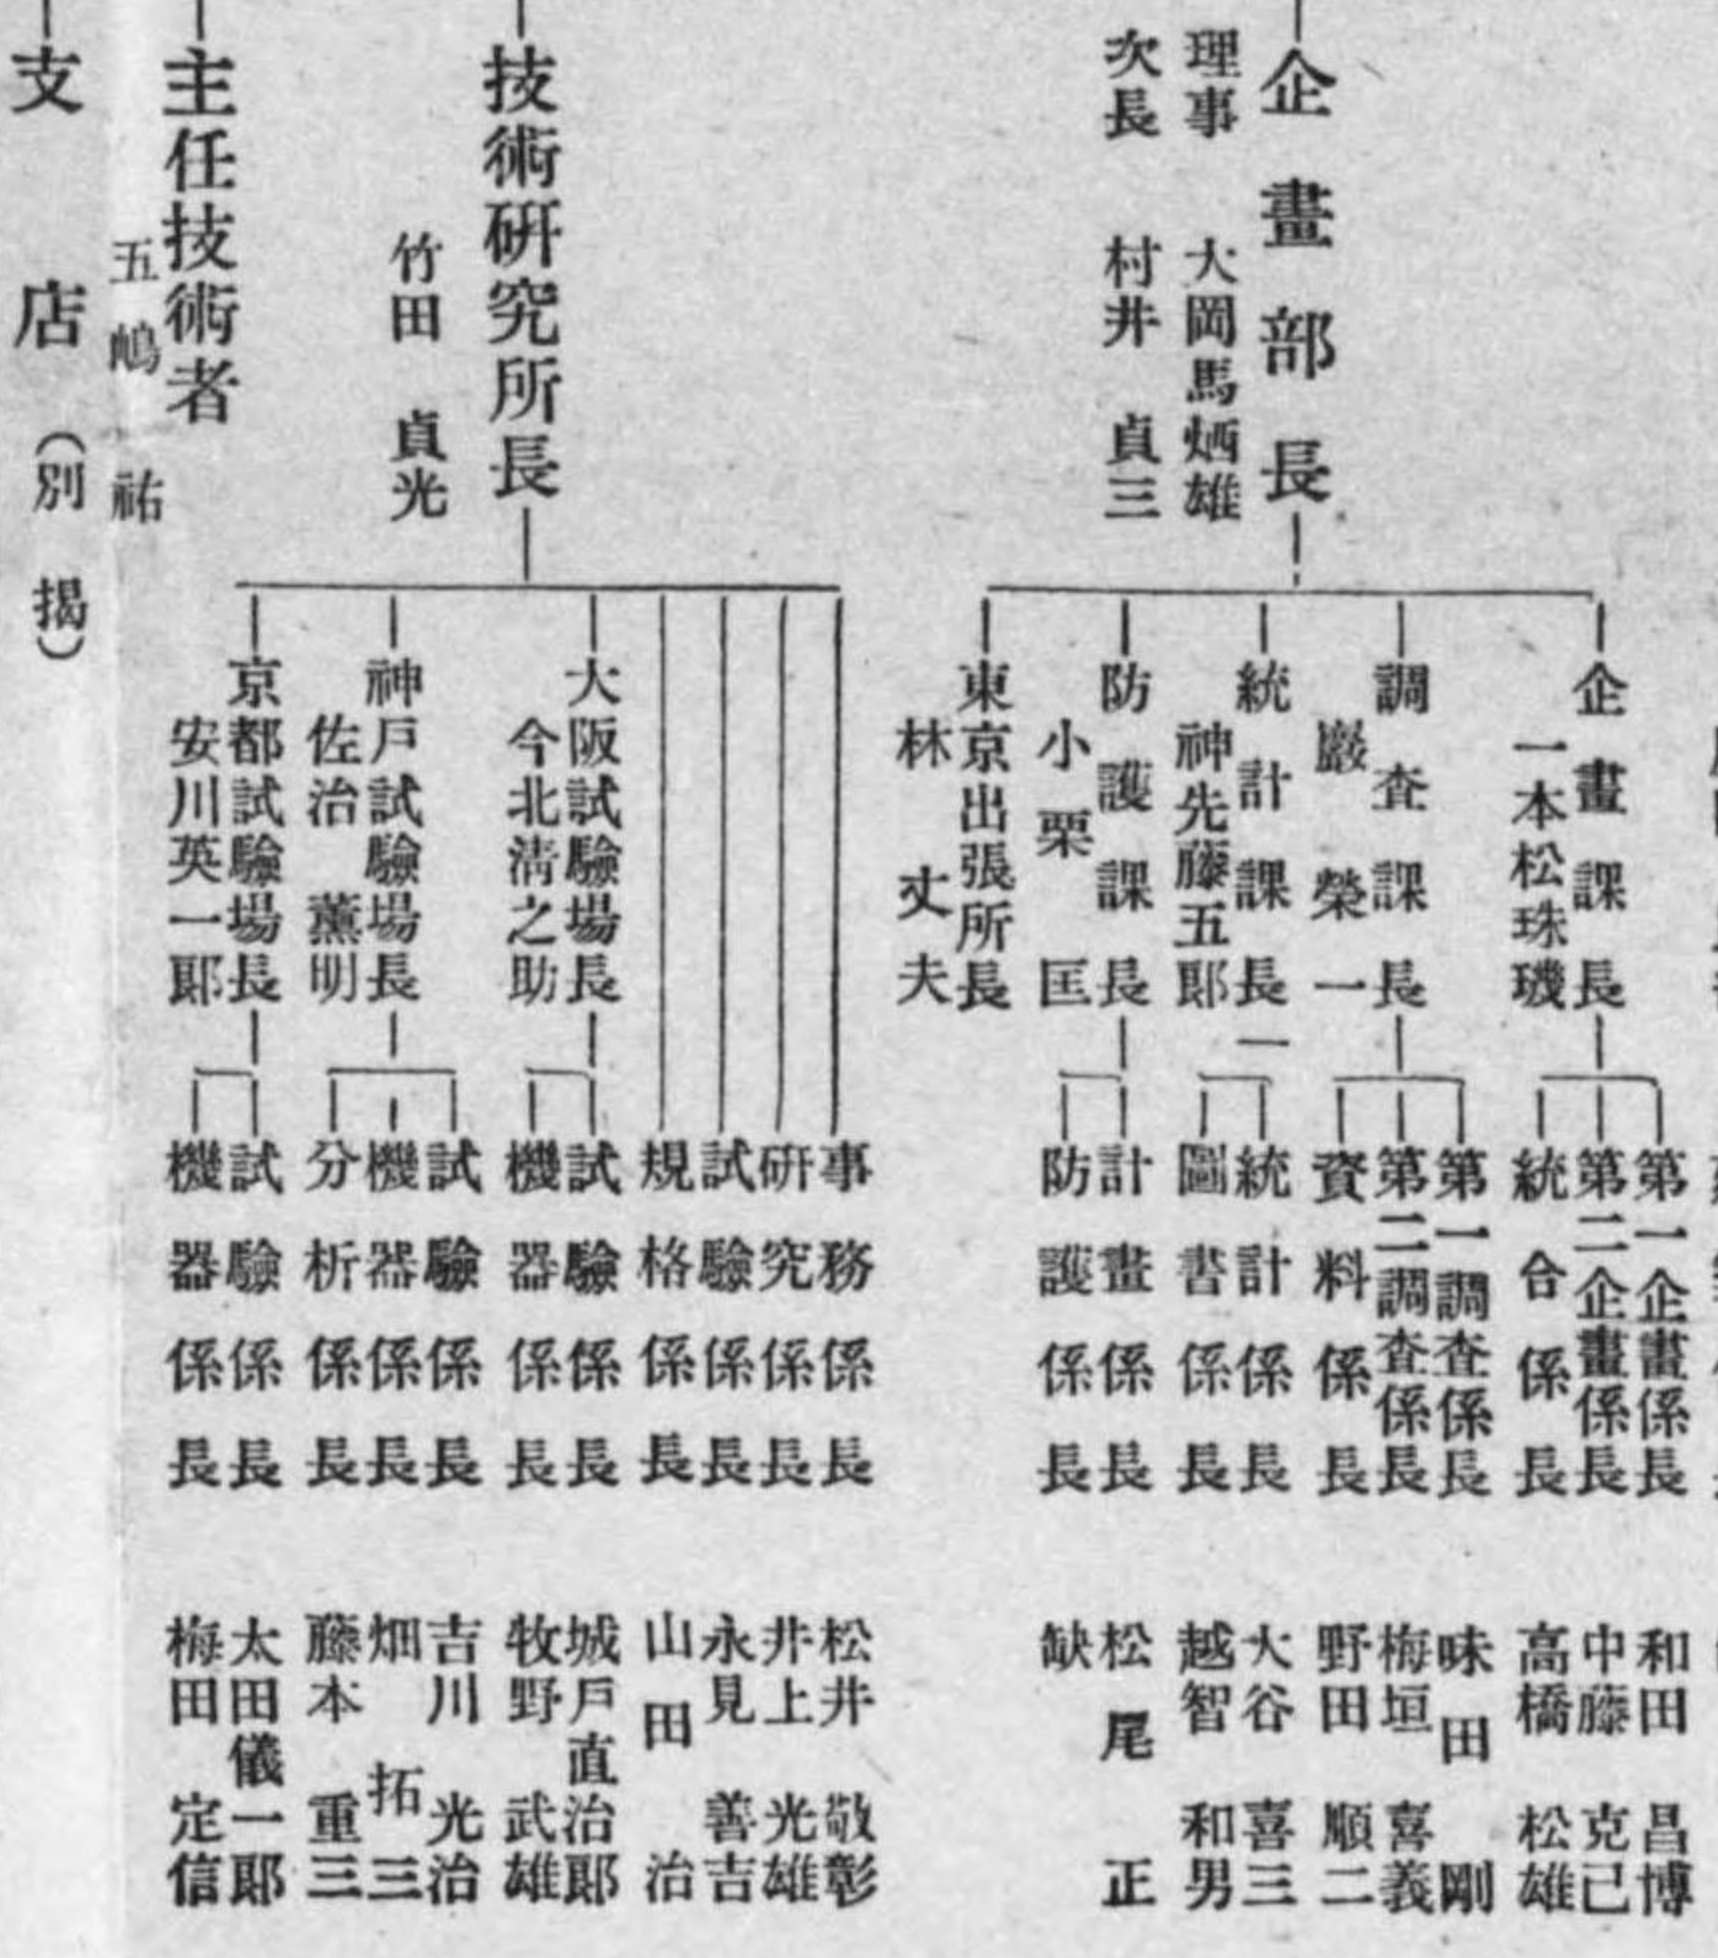 企畫部長
理事 大岡馬炳雄
次長 村井貞三
企畫課長
一本松珠璣
第一企畫係長 和田昌博
第二企畫係長 中藤克己
統合係長 高橋松雄
調査課長
巖榮一
第一調査係長 味田剛
第二調査係長 梅垣喜義
資料係長 野田順二
統計課長
神先藤五郎
統計係長 大谷喜三
圖書係長 越智和男
防護課長
小栗匡
計畫係長 松尾正
防護係長 缺
東京出張所長
林丈夫
技術硏究所長
竹田貞光
事務係長 松井敬彰
硏究係長 井上光雄
試驗係長 永見善吉
規格係長 山田治
大阪試驗場長
今北淸之助
試驗係長 城戸直治郎
機器係長 牧野武雄
神戸試驗場長
佐治薰明
試驗係長 吉川光治
機器係長 畑拓三
分析係長 藤本重三
京都試驗場長
安川英一郎
試驗係長 太田儀一郎
機器係長 梅田定信
主任技術者
五嶋祐
支店(別揭)